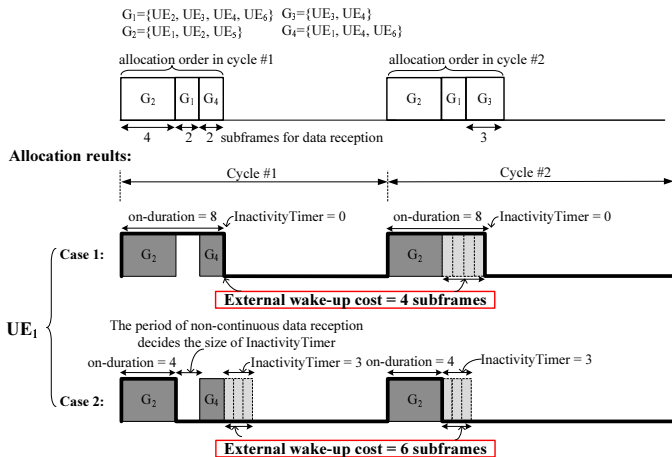 G1={UE2, UE3, UE4, UE6} G3={UE3, UE4}
G2={UE1, UE2, UE5} G4={UE1, UE4, UE6}
allocation order in cycle #1 allocation order in cycle #2
G2 G1 G4 G2 G1 G3
4 2 2 subframes for data reception 3
Allocation reults:
Cycle #1 Cycle #2
on-duration = 8 InactivityTimer = 0 on-duration = 8 InactivityTimer = 0
Case 1: G2 G4 G2
External wake-up cost = 4 subframes
UE1
The period of non-continuous data reception
decides the size of InactivityTimer
on-duration = 4 InactivityTimer = 3 on-duration = 4 InactivityTimer = 3
Case 2: G2 G4 G2
External wake-up cost = 6 subframes